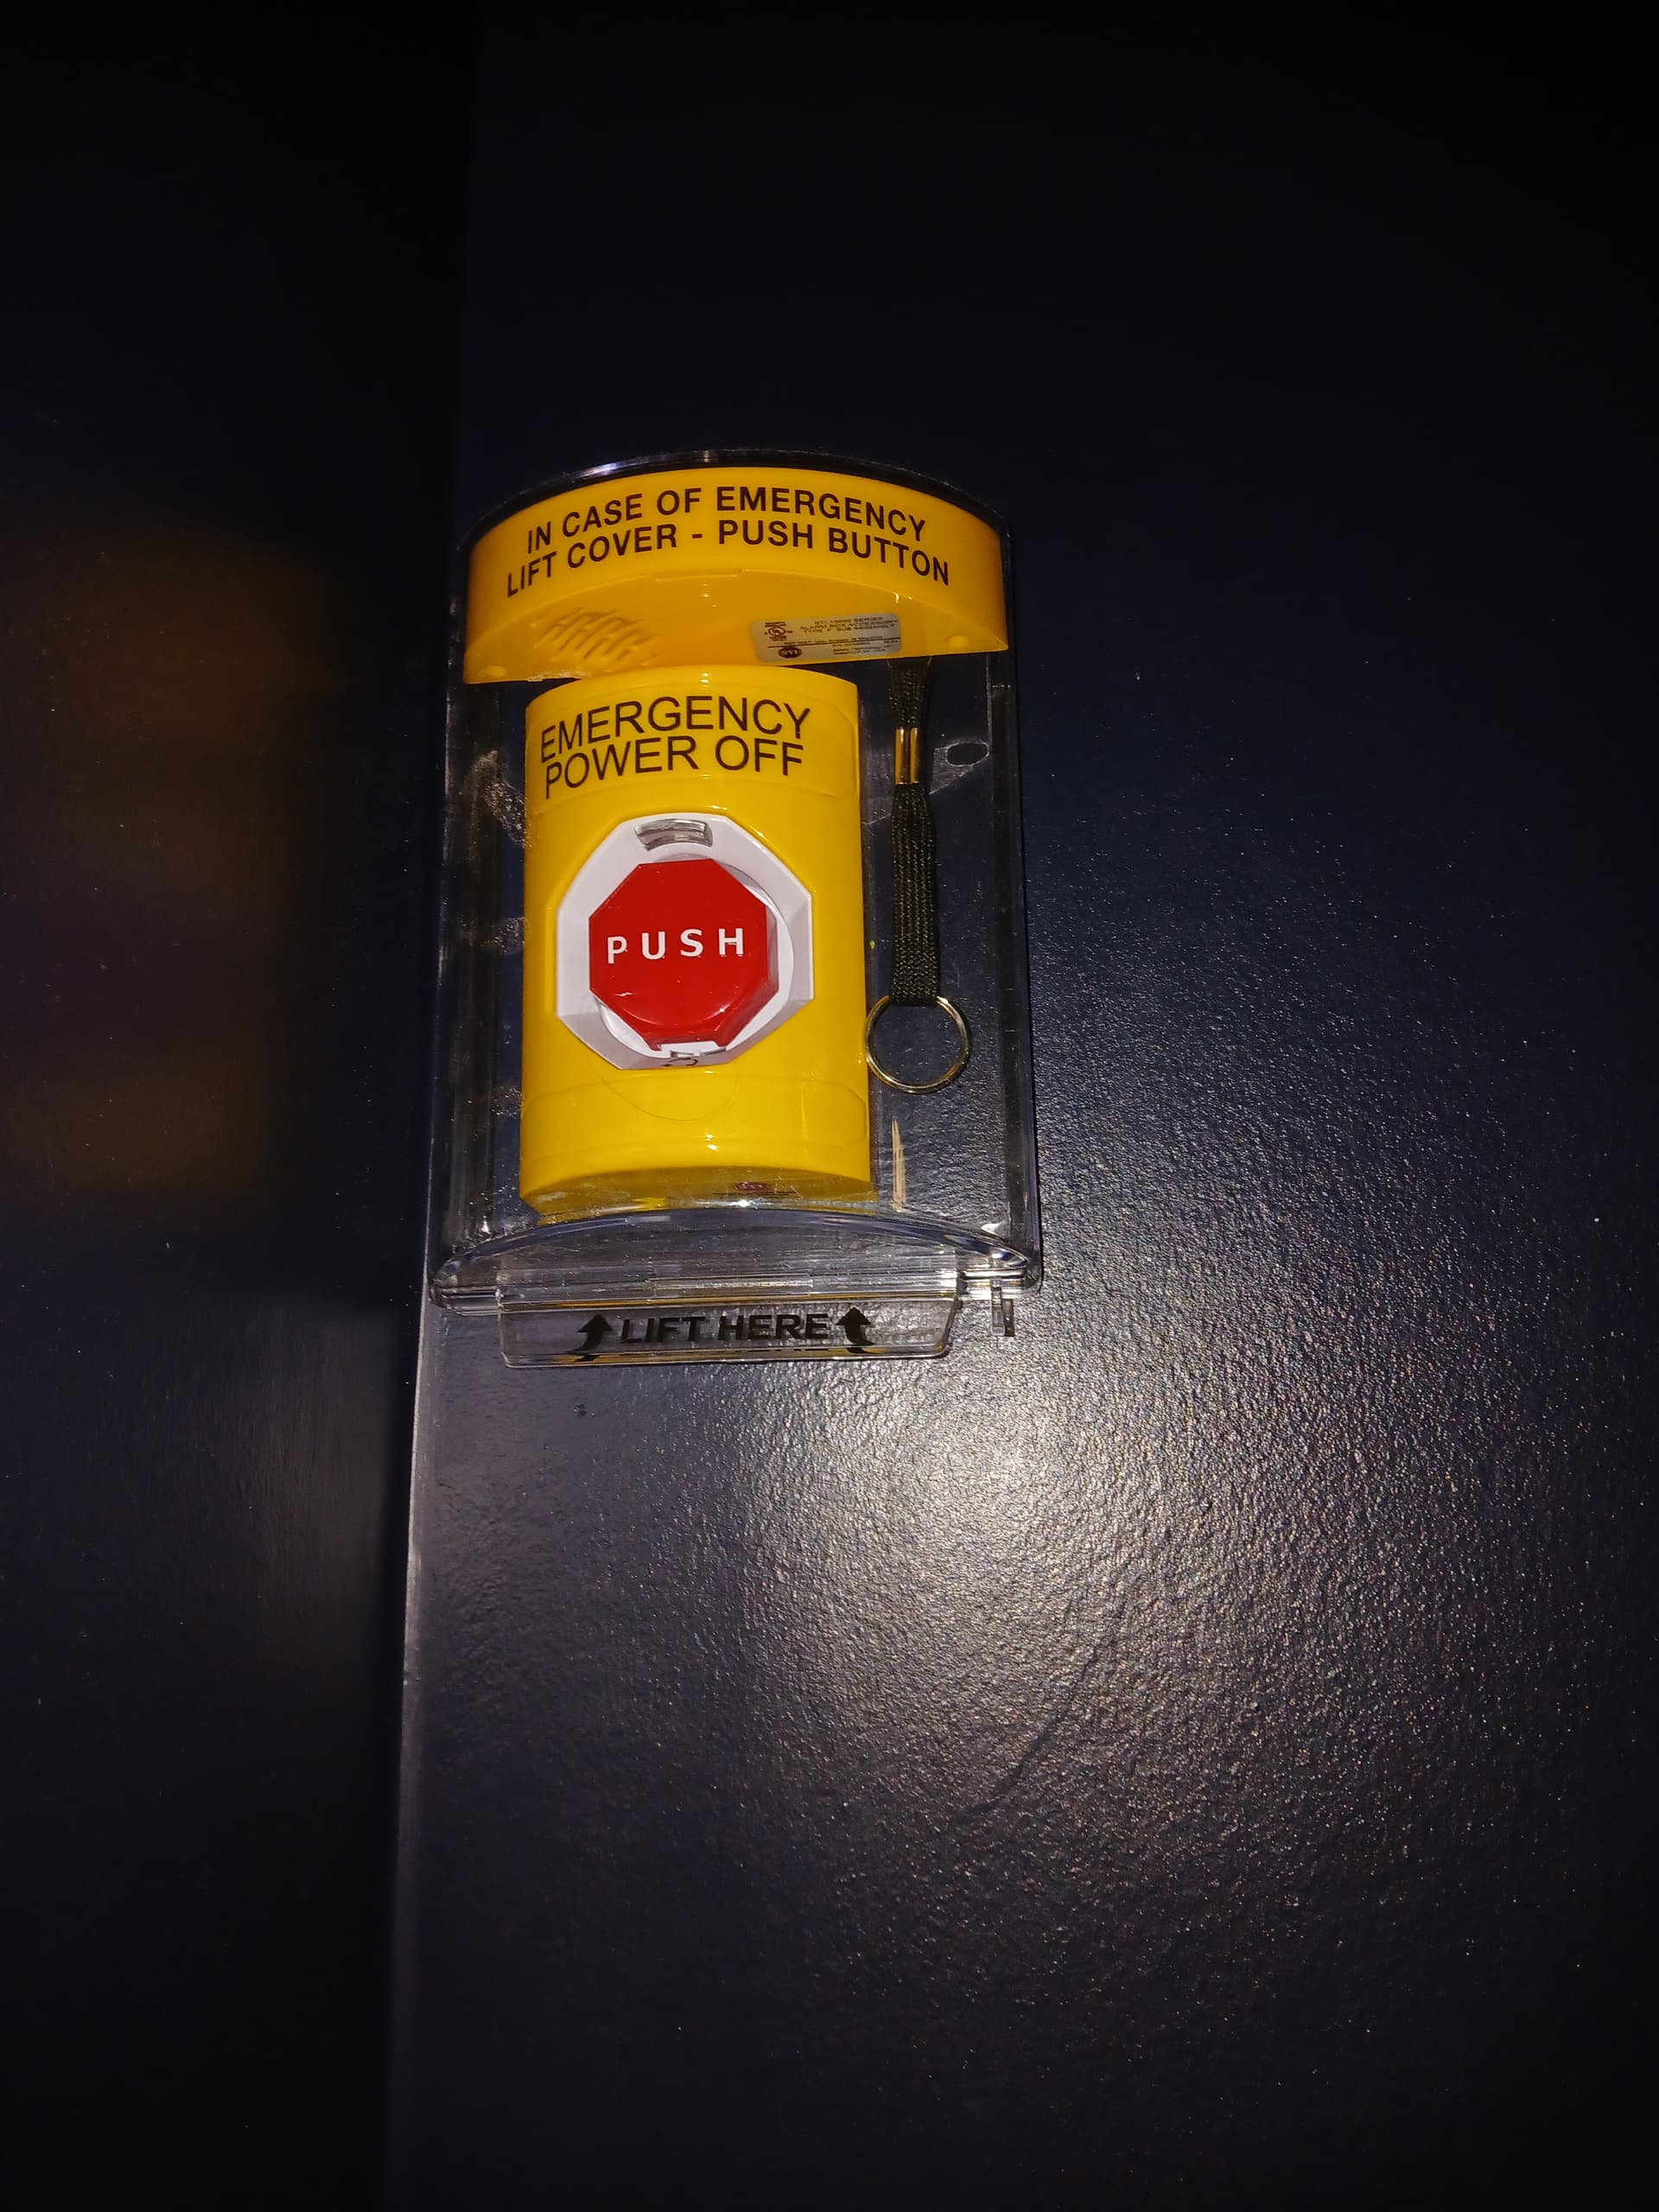 IN CASE OF EMERGENCY
LIFT COVER - PUSH BUTTON
EMERGENCY
POWER OFF
PUSH
LIFT HERE